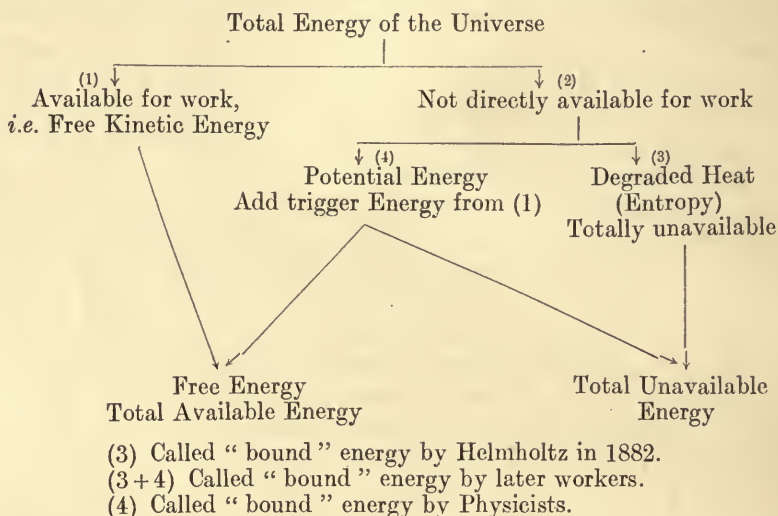 Total Energy of the Universe
(1)
Available for work,
i.e. Free Kinetic Energy
(2)
Not directly available for work
(4)
Potential Energy
Add trigger Energy from (1)
(3)
Degraded Heat
(Entropy)
Totally unavailable
Free Energy
Total Available Energy
Total Unavailable
Energy
(3) Called “ bound ” energy by Helmholtz in 1882.
(3 + 4) Called “ bound ” energy by later workers.
(4) Called “ bound ” energy by Physicists.